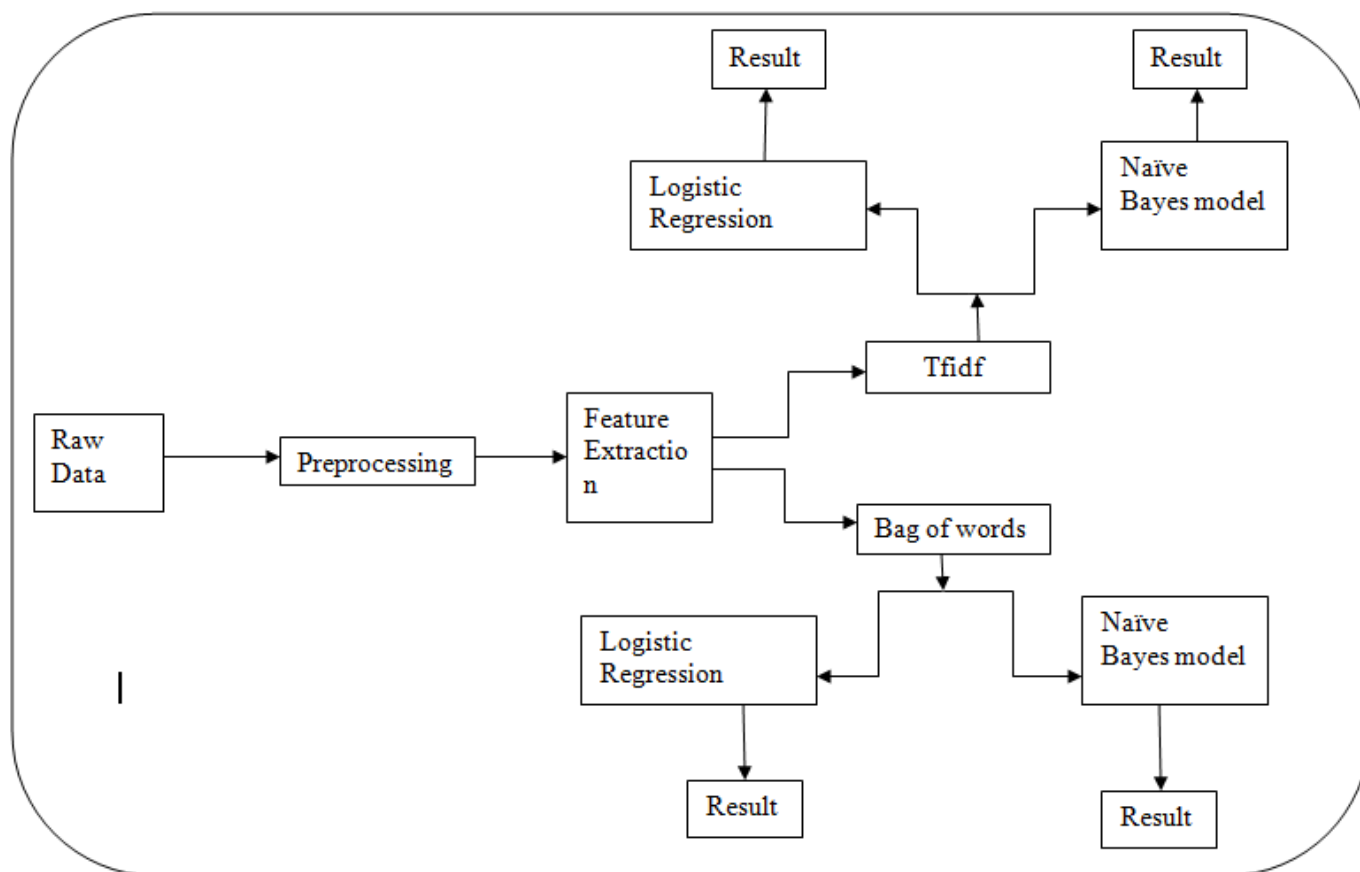 Result
Result
Logistic
Regression
Naïve
Bayes model
Tfidf
Raw
Data
Preprocessing
Feature
Extractio
n
Bag of words
Logistic
Regression
Naïve
Bayes model
Result
Result